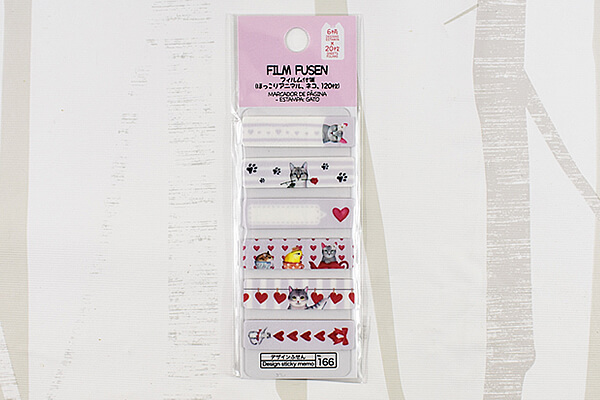 6柄
×
20枚
FILM FUSEN
フィルム付箋
(ほっこりアニマル、ネコ、120枚)
MARCADOR DE PÁGINA
- ESTAMPA: GATO
デザインふせん
Design sticky memo
No.
166